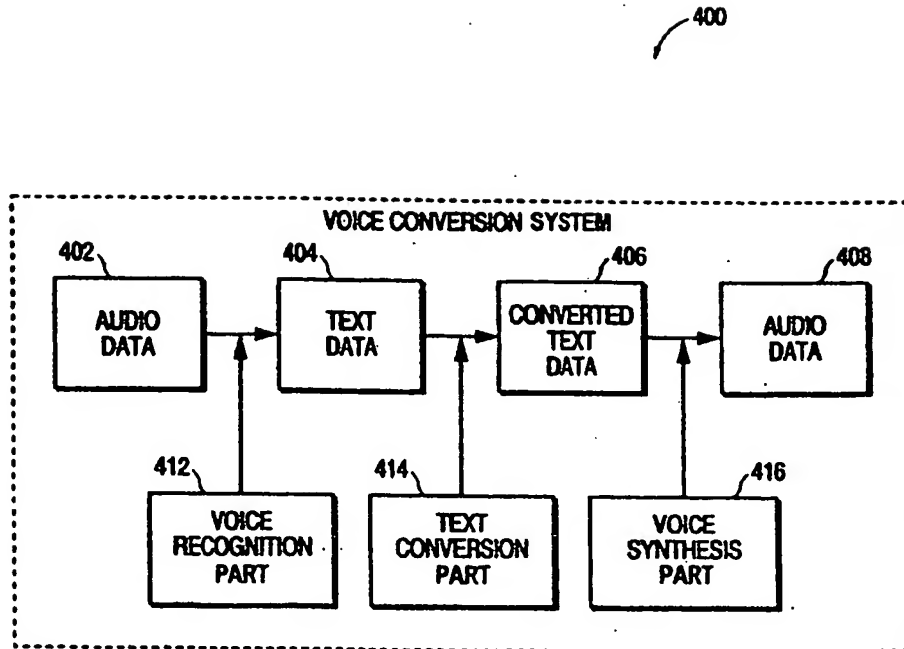 400
VOICE CONVERSION SYSTEM
402
404
406
408
AUDIO
DATA
TEXT
DATA
CONVERTED
TEXT
DATA
AUDIO
DATA
412
414
416
VOICE
RECOGNITION
PART
TEXT
CONVERSION
PART
VOICE
SYNTHESIS
PART